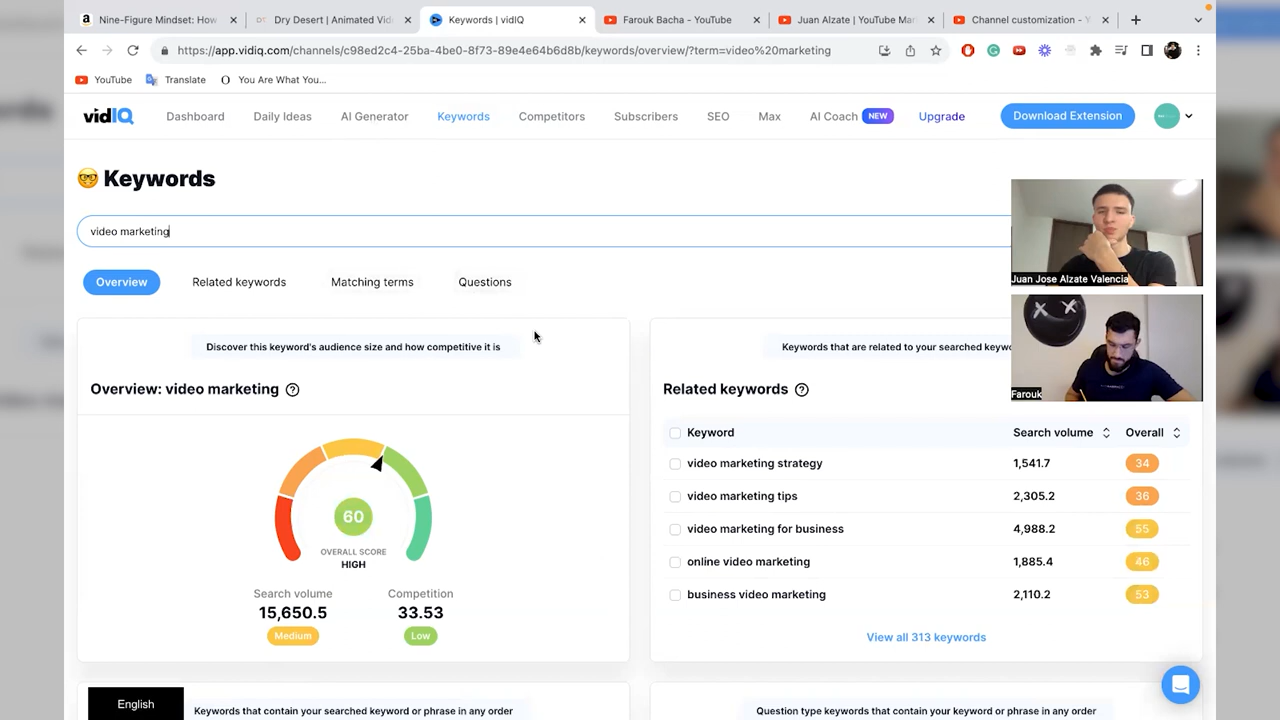 Nine-Figure Mindset: How
Dry Desert | Animated Vid
Keywords | vidIQ
Farouk Bacha - YouTube
Juan Alzate | YouTube Mar
Channel customization - Y
https://app.vidiq.com/channels/c98ed2c4-25ba-4be0-8f73-89e4e64b6d8b/keywords/overview/?term=video%20marketing
YouTube
Translate
You Are What You...
vidIQ
Dashboard
Daily Ideas
AI Generator
Keywords
Competitors
Subscribers
SEO
Max
AI Coach NEW
Upgrade
Download Extension
Keywords
video marketing
Juan Jose Alzate Valencia
Overview
Related keywords
Matching terms
Questions
Farouk
Discover this keyword's audience size and how competitive it is
Overview: video marketing
60
OVERALL SCORE
HIGH
Search volume
15,650.5
Medium
Competition
33.53
Low
Keywords that are related to your searched keywo
Related keywords
Keyword Search volume Overall
video marketing strategy 1,541.7 34
video marketing tips 2,305.2 36
video marketing for business 4,988.2 55
online video marketing 1,885.4 46
business video marketing 2,110.2 53
View all 313 keywords
English
Keywords that contain your searched keyword or phrase in any order
Question type keywords that contain your keyword or phrase in any order